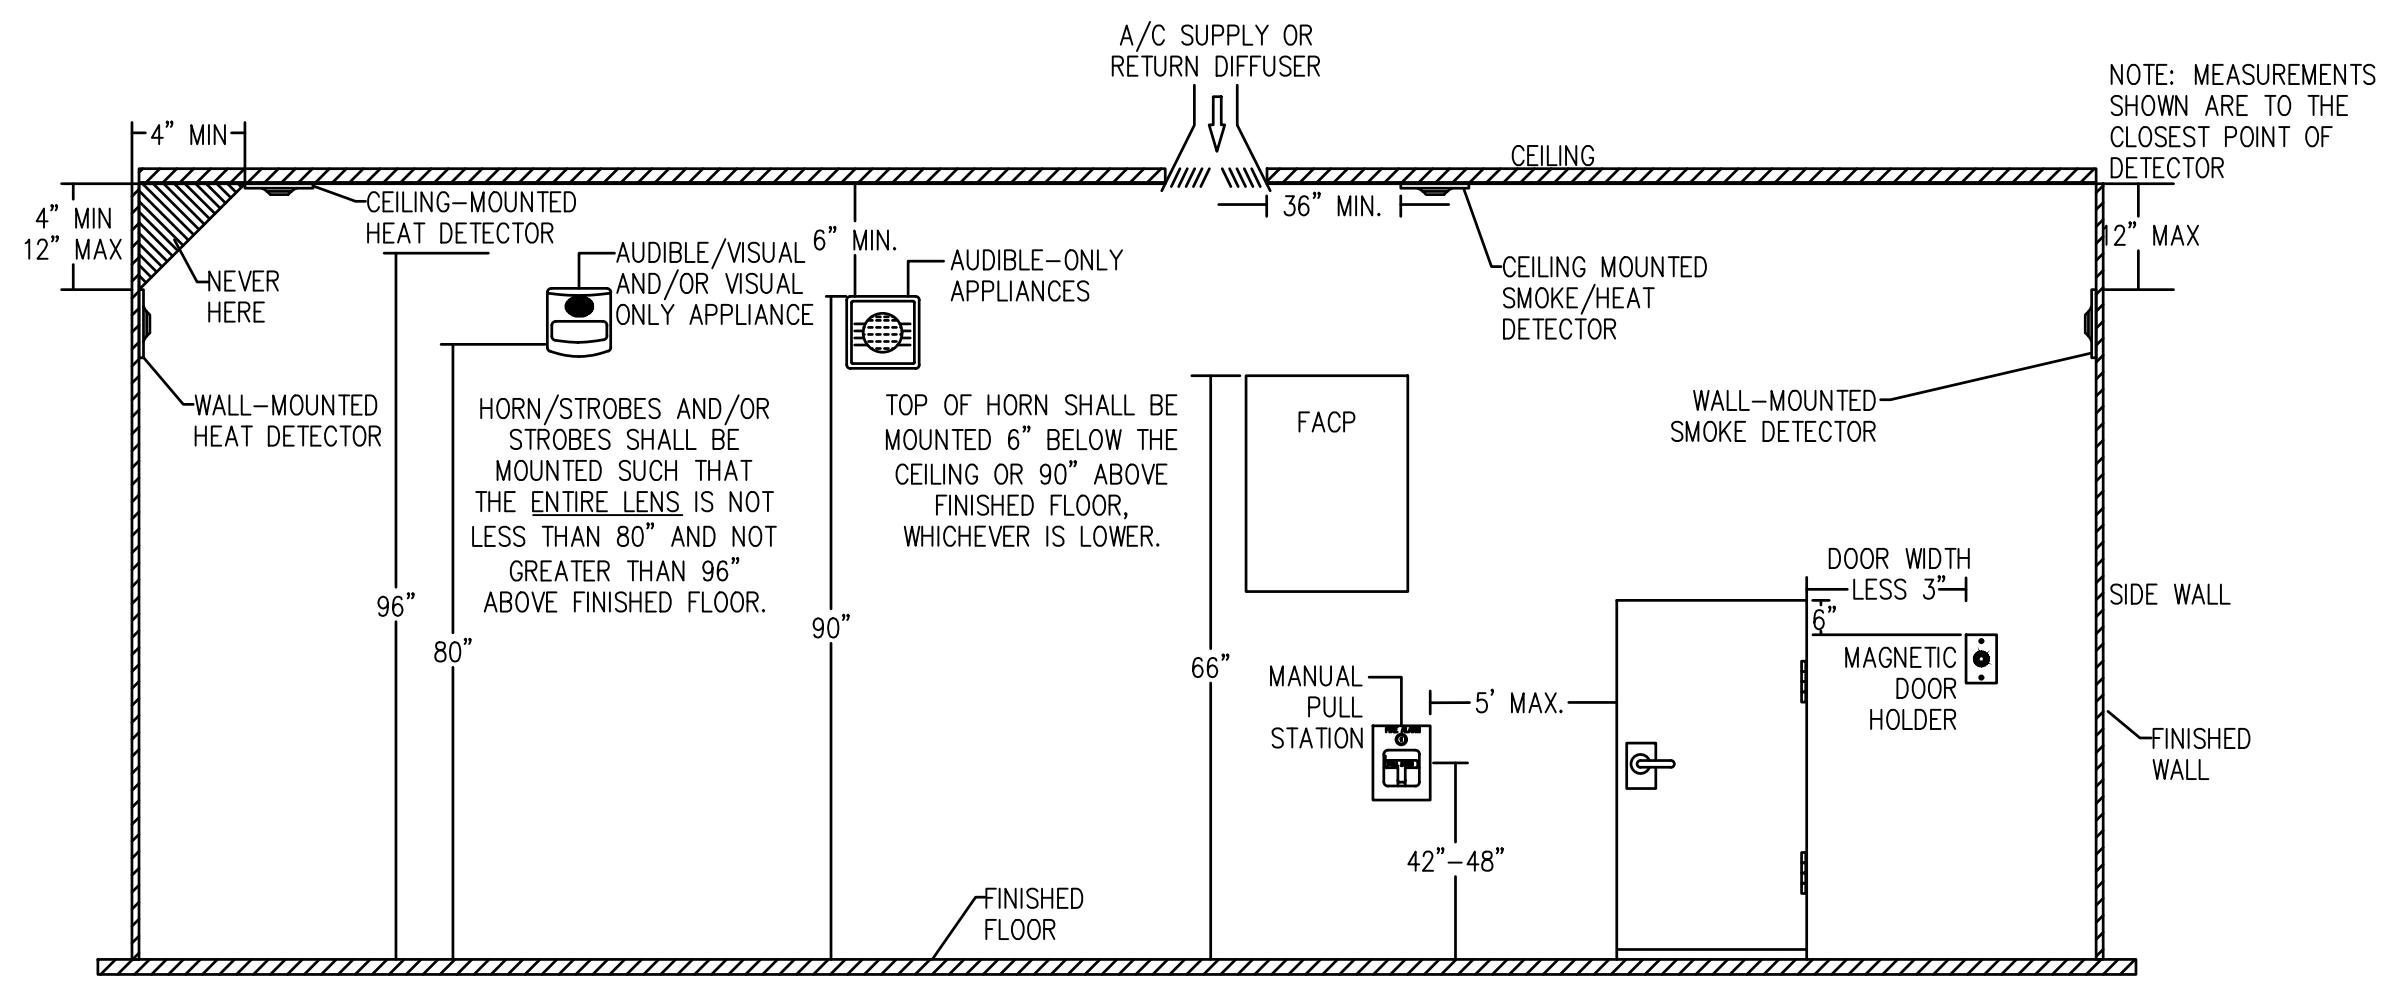 A/C SUPPLY OR
RETURN DIFFUSER
NOTE: MEASUREMENTS
SHOWN ARE TO THE
CLOSEST POINT OF
DETECTOR
4" MIN
CEILING
4" MIN
12" MAX
CEILING-MOUNTED
HEAT DETECTOR
NEVER
HERE
WALL-MOUNTED
HEAT DETECTOR
AUDIBLE/VISUAL
AND/OR VISUAL
ONLY APPLIANCE
6" MIN.
AUDIBLE-ONLY
APPLIANCES
36" MIN.
CEILING MOUNTED
SMOKE/HEAT
DETECTOR
12" MAX
WALL-MOUNTED
SMOKE DETECTOR
HORN/STROBES AND/OR
STROBES SHALL BE
MOUNTED SUCH THAT
THE ENTIRE LENS IS NOT
LESS THAN 80" AND NOT
GREATER THAN 96"
ABOVE FINISHED FLOOR.
TOP OF HORN SHALL BE
MOUNTED 6" BELOW THE
CEILING OR 90" ABOVE
FINISHED FLOOR,
WHICHEVER IS LOWER.
FACP
96"
80"
90"
66"
DOOR WIDTH
LESS 3"
6"
SIDE WALL
MAGNETIC
DOOR
HOLDER
MANUAL
PULL
STATION
5' MAX.
FINISHED
WALL
42"-48"
FINISHED
FLOOR